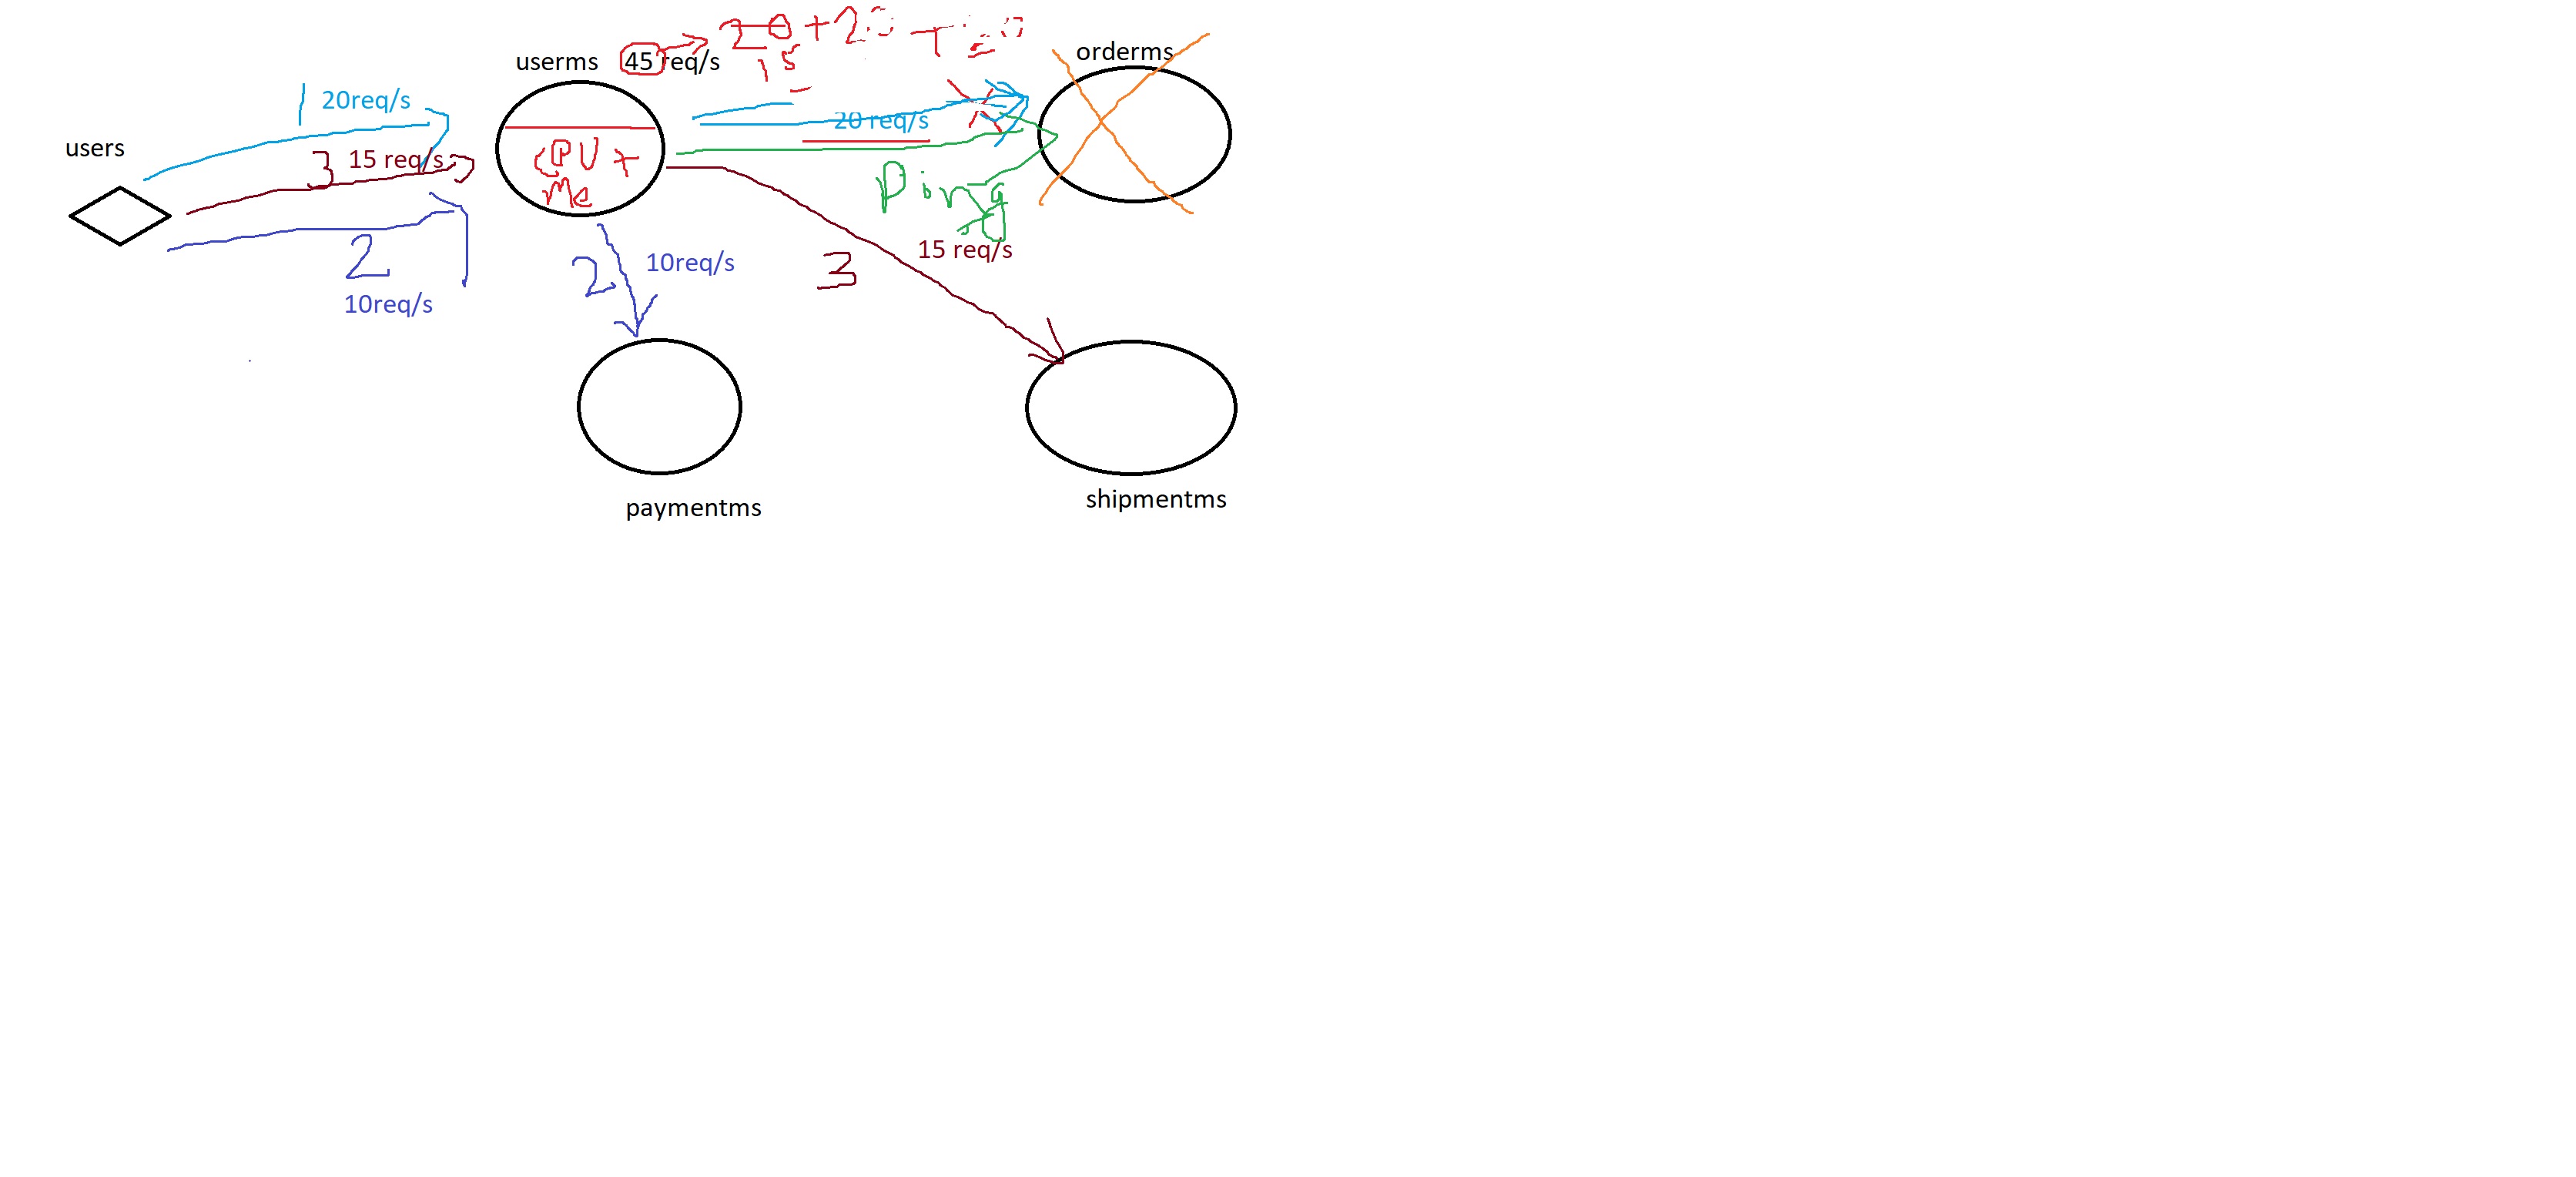 20 + 20 + 20
15
userms 45 req/s
orderms
1 20req/s
20 req/s
users
3 15 req/s
CPU +
Me
Ping
2
10req/s
2 10req/s
3 15 req/s
paymentms
shipmentms